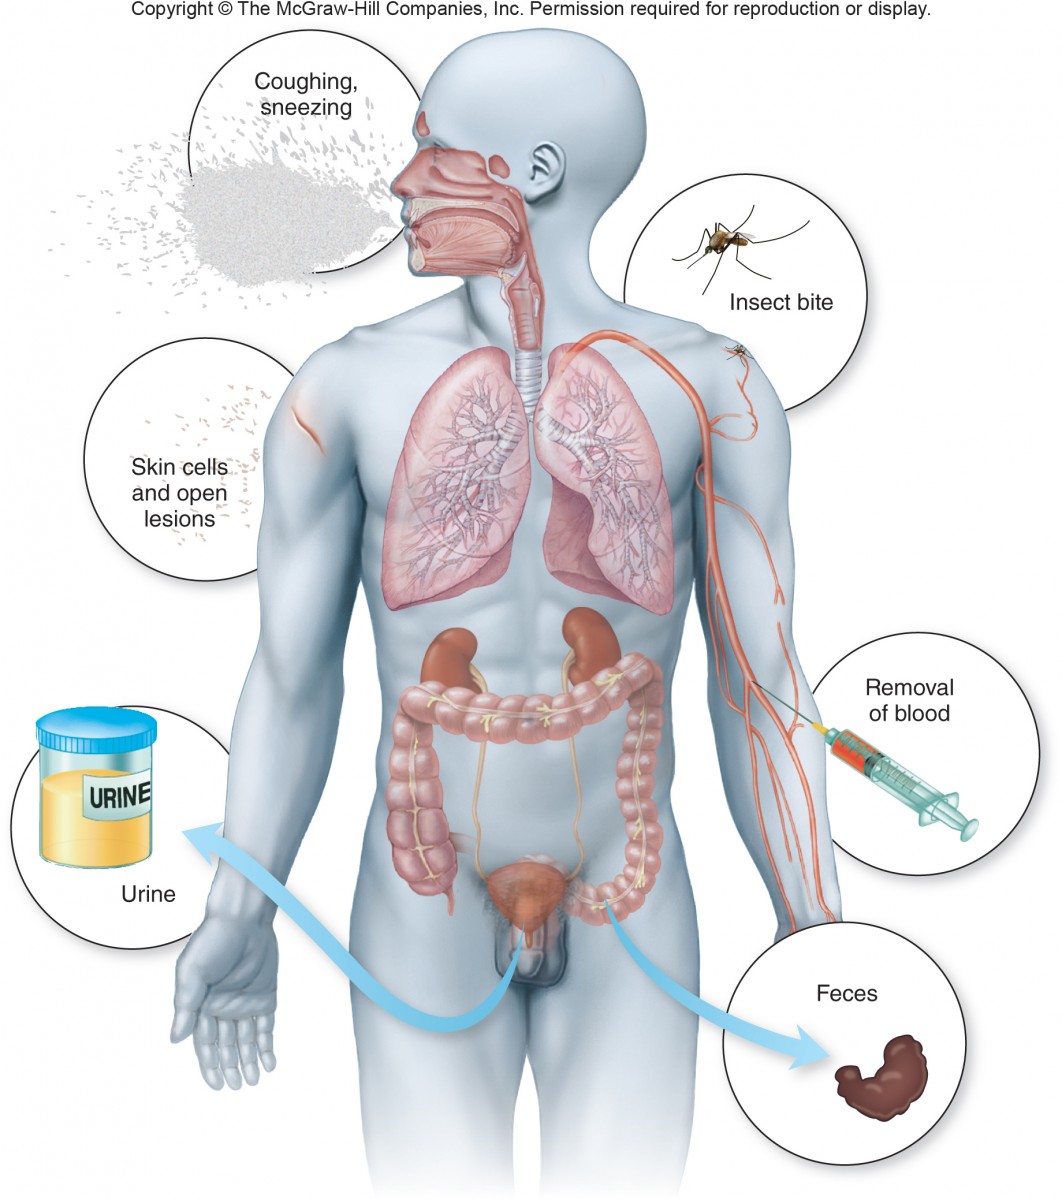 Copyright © The McGraw-Hill Companies, Inc. Permission required for reproduction or display.
Coughing,
sneezing
Insect bite
Skin cells
and open
lesions
Removal
of blood
URINE
Urine
Feces